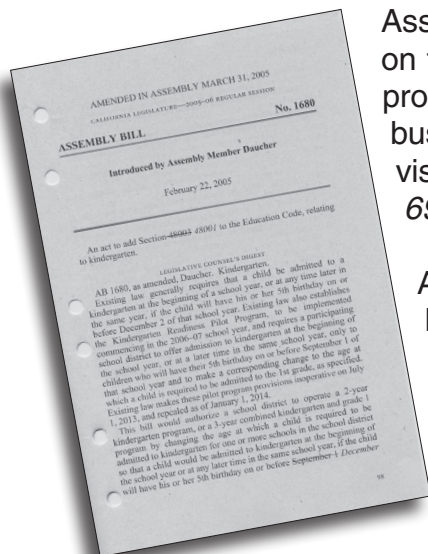 AMENDED IN ASSEMBLY MARCH 31, 2005
CALIFORNIA LEGISLATURE—2005–06 REGULAR SESSION
ASSEMBLY BILL No. 1680
Introduced by Assembly Member Daucher
February 22, 2005
An act to add Section 48003 48001 to the Education Code, relating
to kindergarten.
LEGISLATIVE COUNSEL'S DIGEST
AB 1680, as amended, Daucher. Kindergarten.
Existing law generally requires that a child be admitted to a
kindergarten at the beginning of a school year, or at any time later in
the same year, if the child will have his or her 5th birthday on or
before December 2 of that school year. Existing law also establishes
the Kindergarten Readiness Pilot Program, to be implemented
commencing in the 2006–07 school year, and requires a participating
school district to offer admission to kindergarten at the beginning of
the school year, or at a later time in the same school year, only to
children who will have their 5th birthday on or before September 1 of
that school year and to make a corresponding change to the age at
which a child is required to be admitted to the 1st grade, as specified.
Existing law makes these pilot program provisions inoperative on July
1, 2013, and repealed as of January 1, 2014.
This bill would authorize a school district to operate a 2-year
kindergarten program, or a 3-year combined kindergarten and grade 1
program by changing the age at which a child is required to be
admitted to kindergarten for one or more schools in the school district
so that a child would be admitted to kindergarten at the beginning of
the school year or at any later time in the same school year, if the child
will have his or her 5th birthday on or before September 1 December
98
Ass
on
pro
bus
vis
69
A